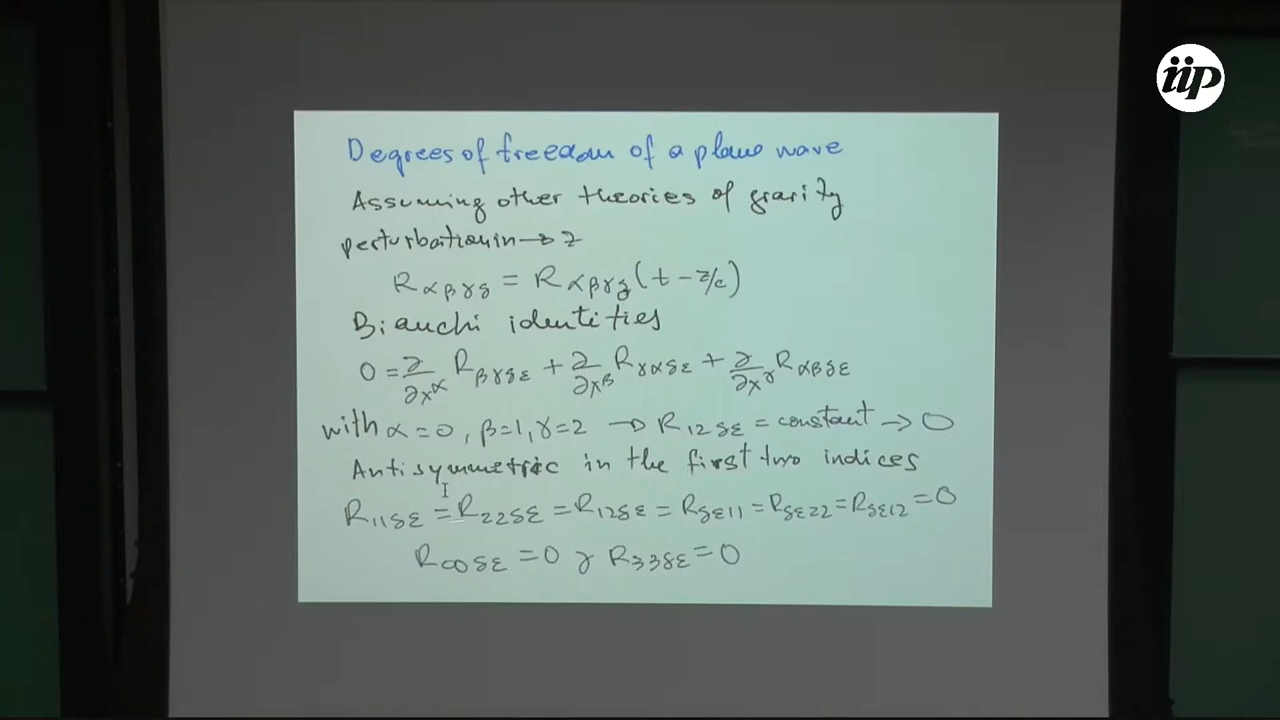 iip
Degrees of freedom of a plane wave
Assuming other theories of gravity
perturbation in → z
Rαβγδ = Rαβγδ(t − z/c)
Bianchi identities
0 = ∂/∂x^α Rβγδε + ∂/∂x^β Rγαδε + ∂/∂x^γ Rαβδε
with α = 0, β = 1, γ = 2 → R12δε = constant → 0
Antisymmetric in the first two indices
R11δε = R22δε = R12δε = Rδε11 = Rδε22 = Rδε12 = 0
R00δε = 0 y R33δε = 0